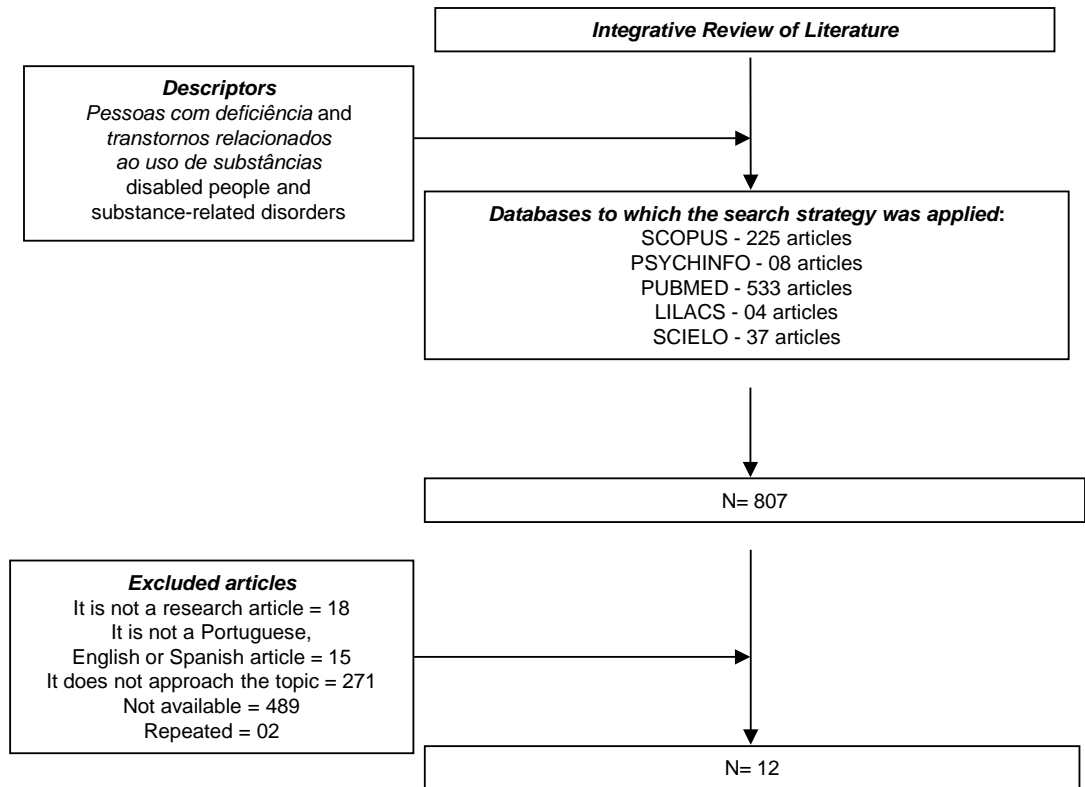 Integrative Review of Literature
Descriptors
Pessoas com deficiência and
transtornos relacionados
ao uso de substâncias
disabled people and
substance-related disorders
Databases to which the search strategy was applied:
SCOPUS - 225 articles
PSYCHINFO - 08 articles
PUBMED - 533 articles
LILACS - 04 articles
SCIELO - 37 articles
N= 807
Excluded articles
It is not a research article = 18
It is not a Portuguese,
English or Spanish article = 15
It does not approach the topic = 271
Not available = 489
Repeated = 02
N= 12